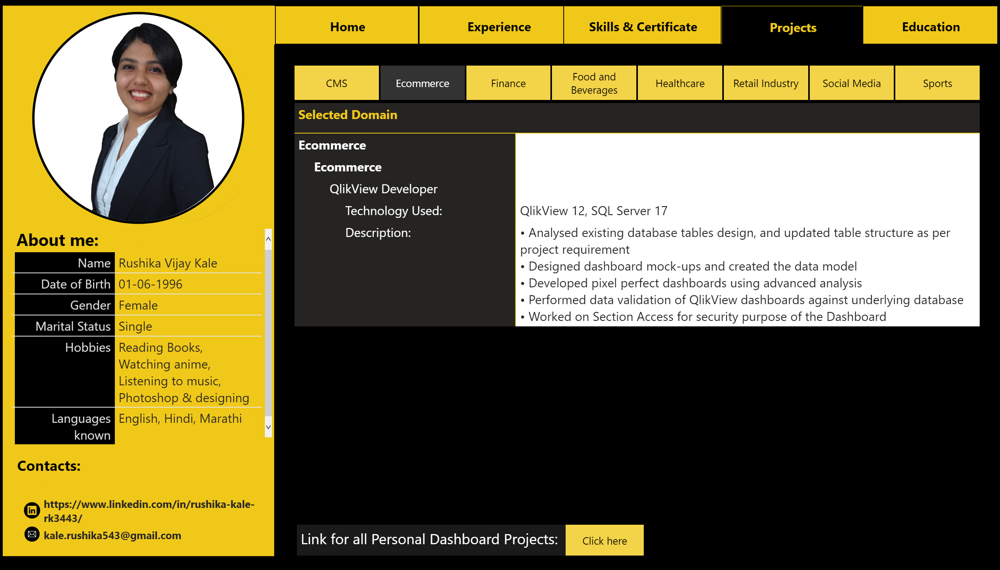 Home
Experience
Skills & Certificate
Projects
Education
CMS
Ecommerce
Finance
Food and
Beverages
Healthcare
Retail Industry
Social Media
Sports
Selected Domain
Ecommerce
Ecommerce
QlikView Developer
Technology Used:
QlikView 12, SQL Server 17
Description:
• Analysed existing database tables design, and updated table structure as per
project requirement
• Designed dashboard mock-ups and created the data model
• Developed pixel perfect dashboards using advanced analysis
• Performed data validation of QlikView dashboards against underlying database
• Worked on Section Access for security purpose of the Dashboard
About me:
Name Rushika Vijay Kale
Date of Birth 01-06-1996
Gender Female
Marital Status Single
Hobbies Reading Books,
Watching anime,
Listening to music,
Photoshop & designing
Languages English, Hindi, Marathi
known
Contacts:
in
https://www.linkedin.com/in/rushika-kale-
rk3443/
kale.rushika543@gmail.com
Link for all Personal Dashboard Projects:
Click here